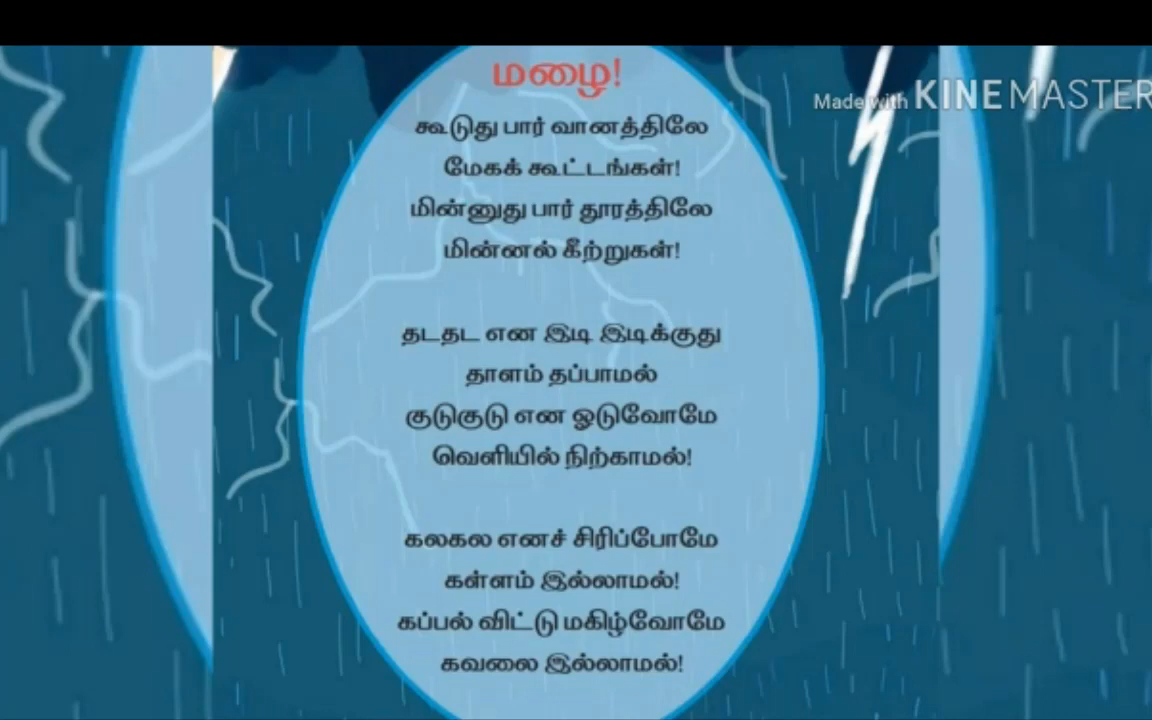 மழை!
Made with KINEMASTER
கூடுது பார் வானத்திலே
மேகக் கூட்டங்கள்!
மின்னுது பார் தூரத்திலே
மின்னல் கீற்றுகள்!
தடதட என இடி இடிக்குது
தாளம் தப்பாமல்
குடுகுடு என ஓடுவோமே
வெளியில் நிற்காமல்!
கலகல எனச் சிரிப்போமே
கள்ளம் இல்லாமல்!
கப்பல் விட்டு மகிழ்வோமே
கவலை இல்லாமல்!